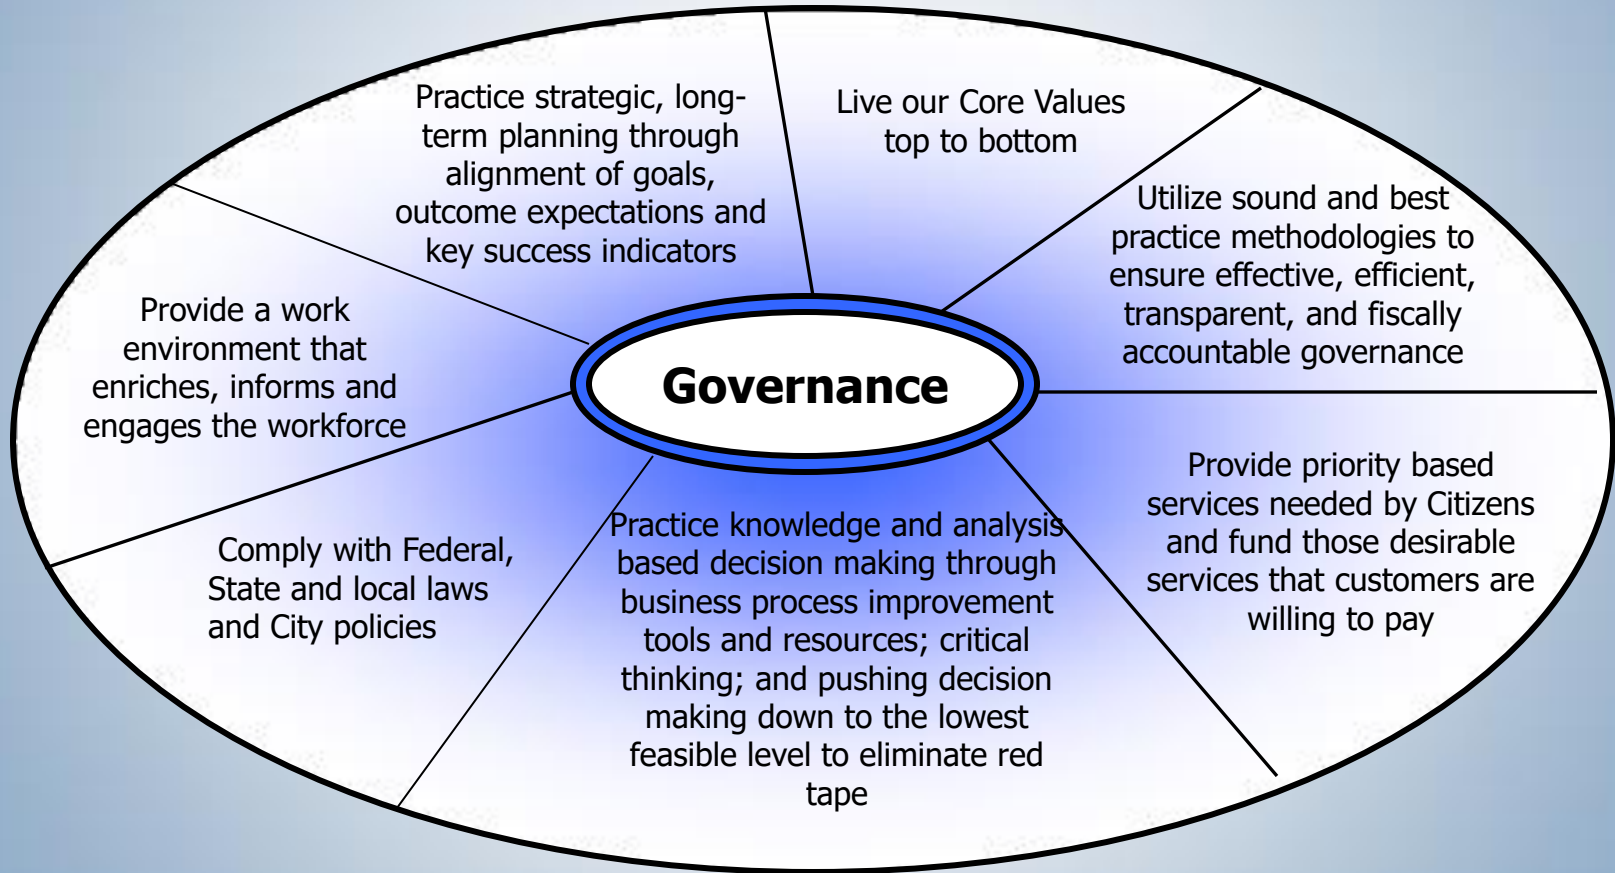 Practice strategic, long-
term planning through
alignment of goals,
outcome expectations and
key success indicators
Live our Core Values
top to bottom
Utilize sound and best
practice methodologies to
ensure effective, efficient,
transparent, and fiscally
accountable governance
Provide a work
environment that
enriches, informs and
engages the workforce
Governance
Provide priority based
services needed by Citizens
and fund those desirable
services that customers are
willing to pay
Comply with Federal,
State and local laws
and City policies
Practice knowledge and analysis
based decision making through
business process improvement
tools and resources; critical
thinking; and pushing decision
making down to the lowest
feasible level to eliminate red
tape